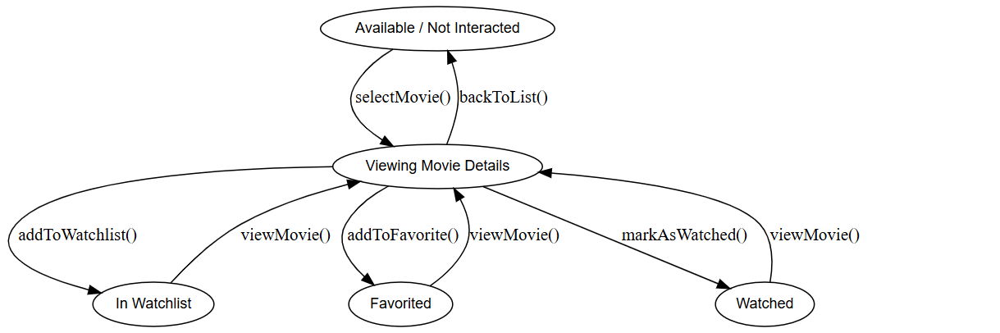 Available / Not Interacted
selectMovie()
backToList()
Viewing Movie Details
addToWatchlist()
viewMovie()
addToFavorite()
viewMovie()
markAsWatched()
viewMovie()
In Watchlist
Favorited
Watched